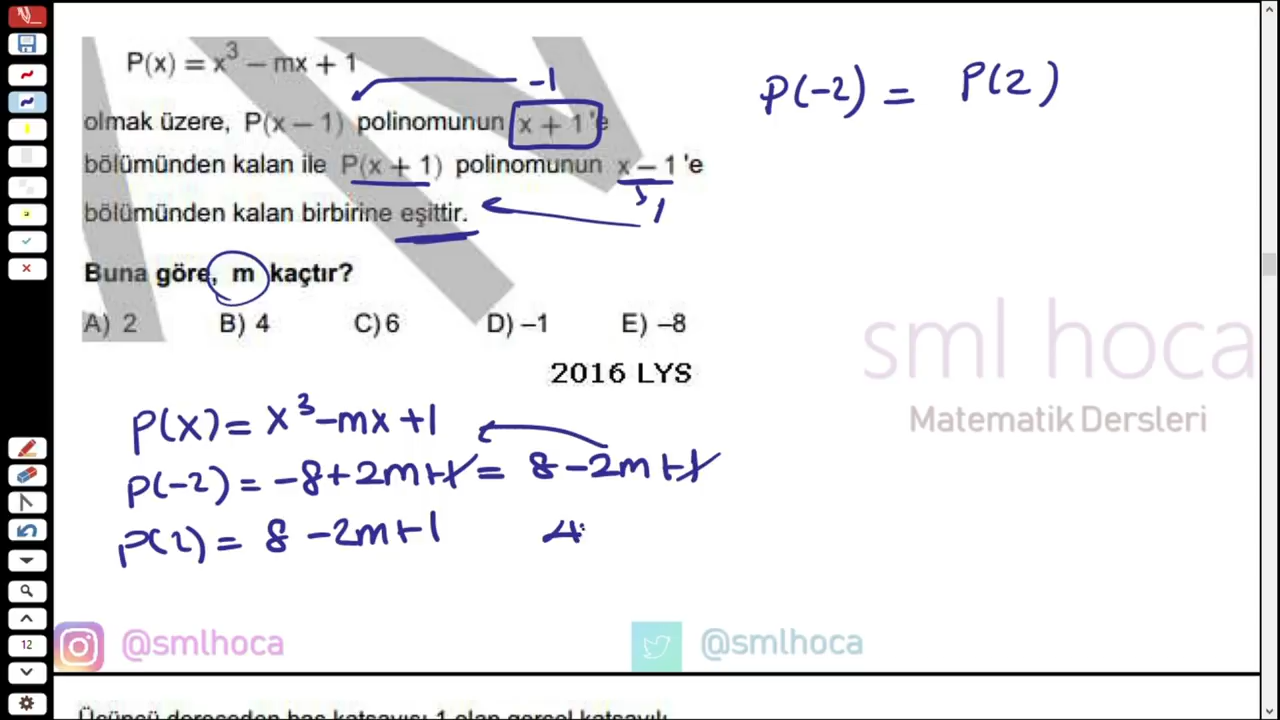 P(x) = x³ − mx + 1
-1
olmak üzere, P(x − 1) polinomunun x + 1'e
bölümünden kalan ile P(x + 1) polinomunun x − 1'e
bölümünden kalan birbirine eşittir.
1
Buna göre, m kaçtır?
A) 2 B) 4 C) 6 D) –1 E) –8
2016 LYS
P(-2) = P(2)
P(x) = x³ -mx +1
P(-2) = -8+2m+1 = 8-2m+1
P(2) = 8 -2m+1
4
sml hoca
Matematik Dersleri
@smlhoca
@smlhoca
12